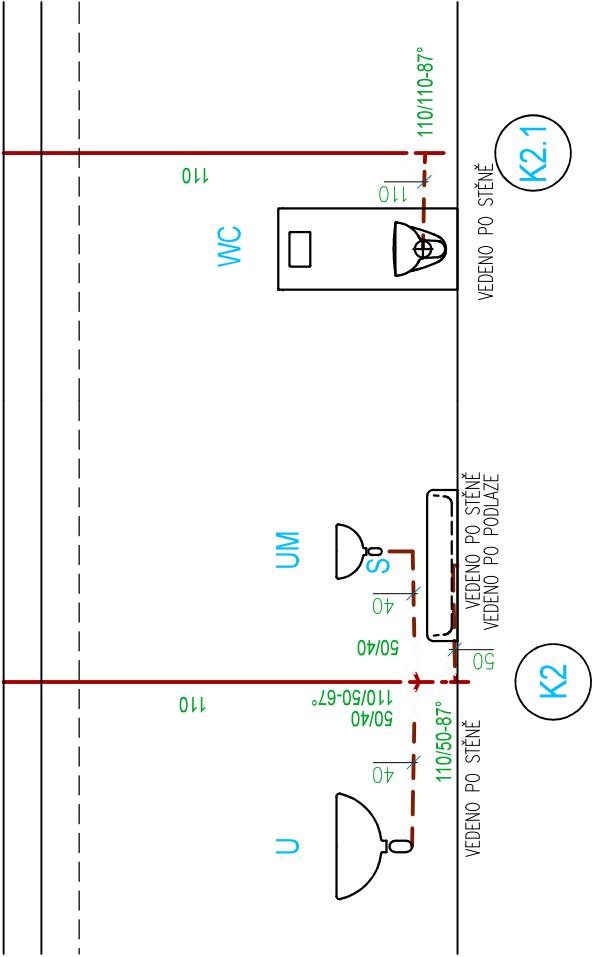 110/110-87°
110
110
K2.1
VEDENO PO STĚNĚ
WC
UM
S
VEDENO PO STĚNĚ
VEDENO PO PODLAZE
40
50/40
50
110
110/50-67°
50/40
K2
110/50-87°
40
VEDENO PO STĚNĚ
U